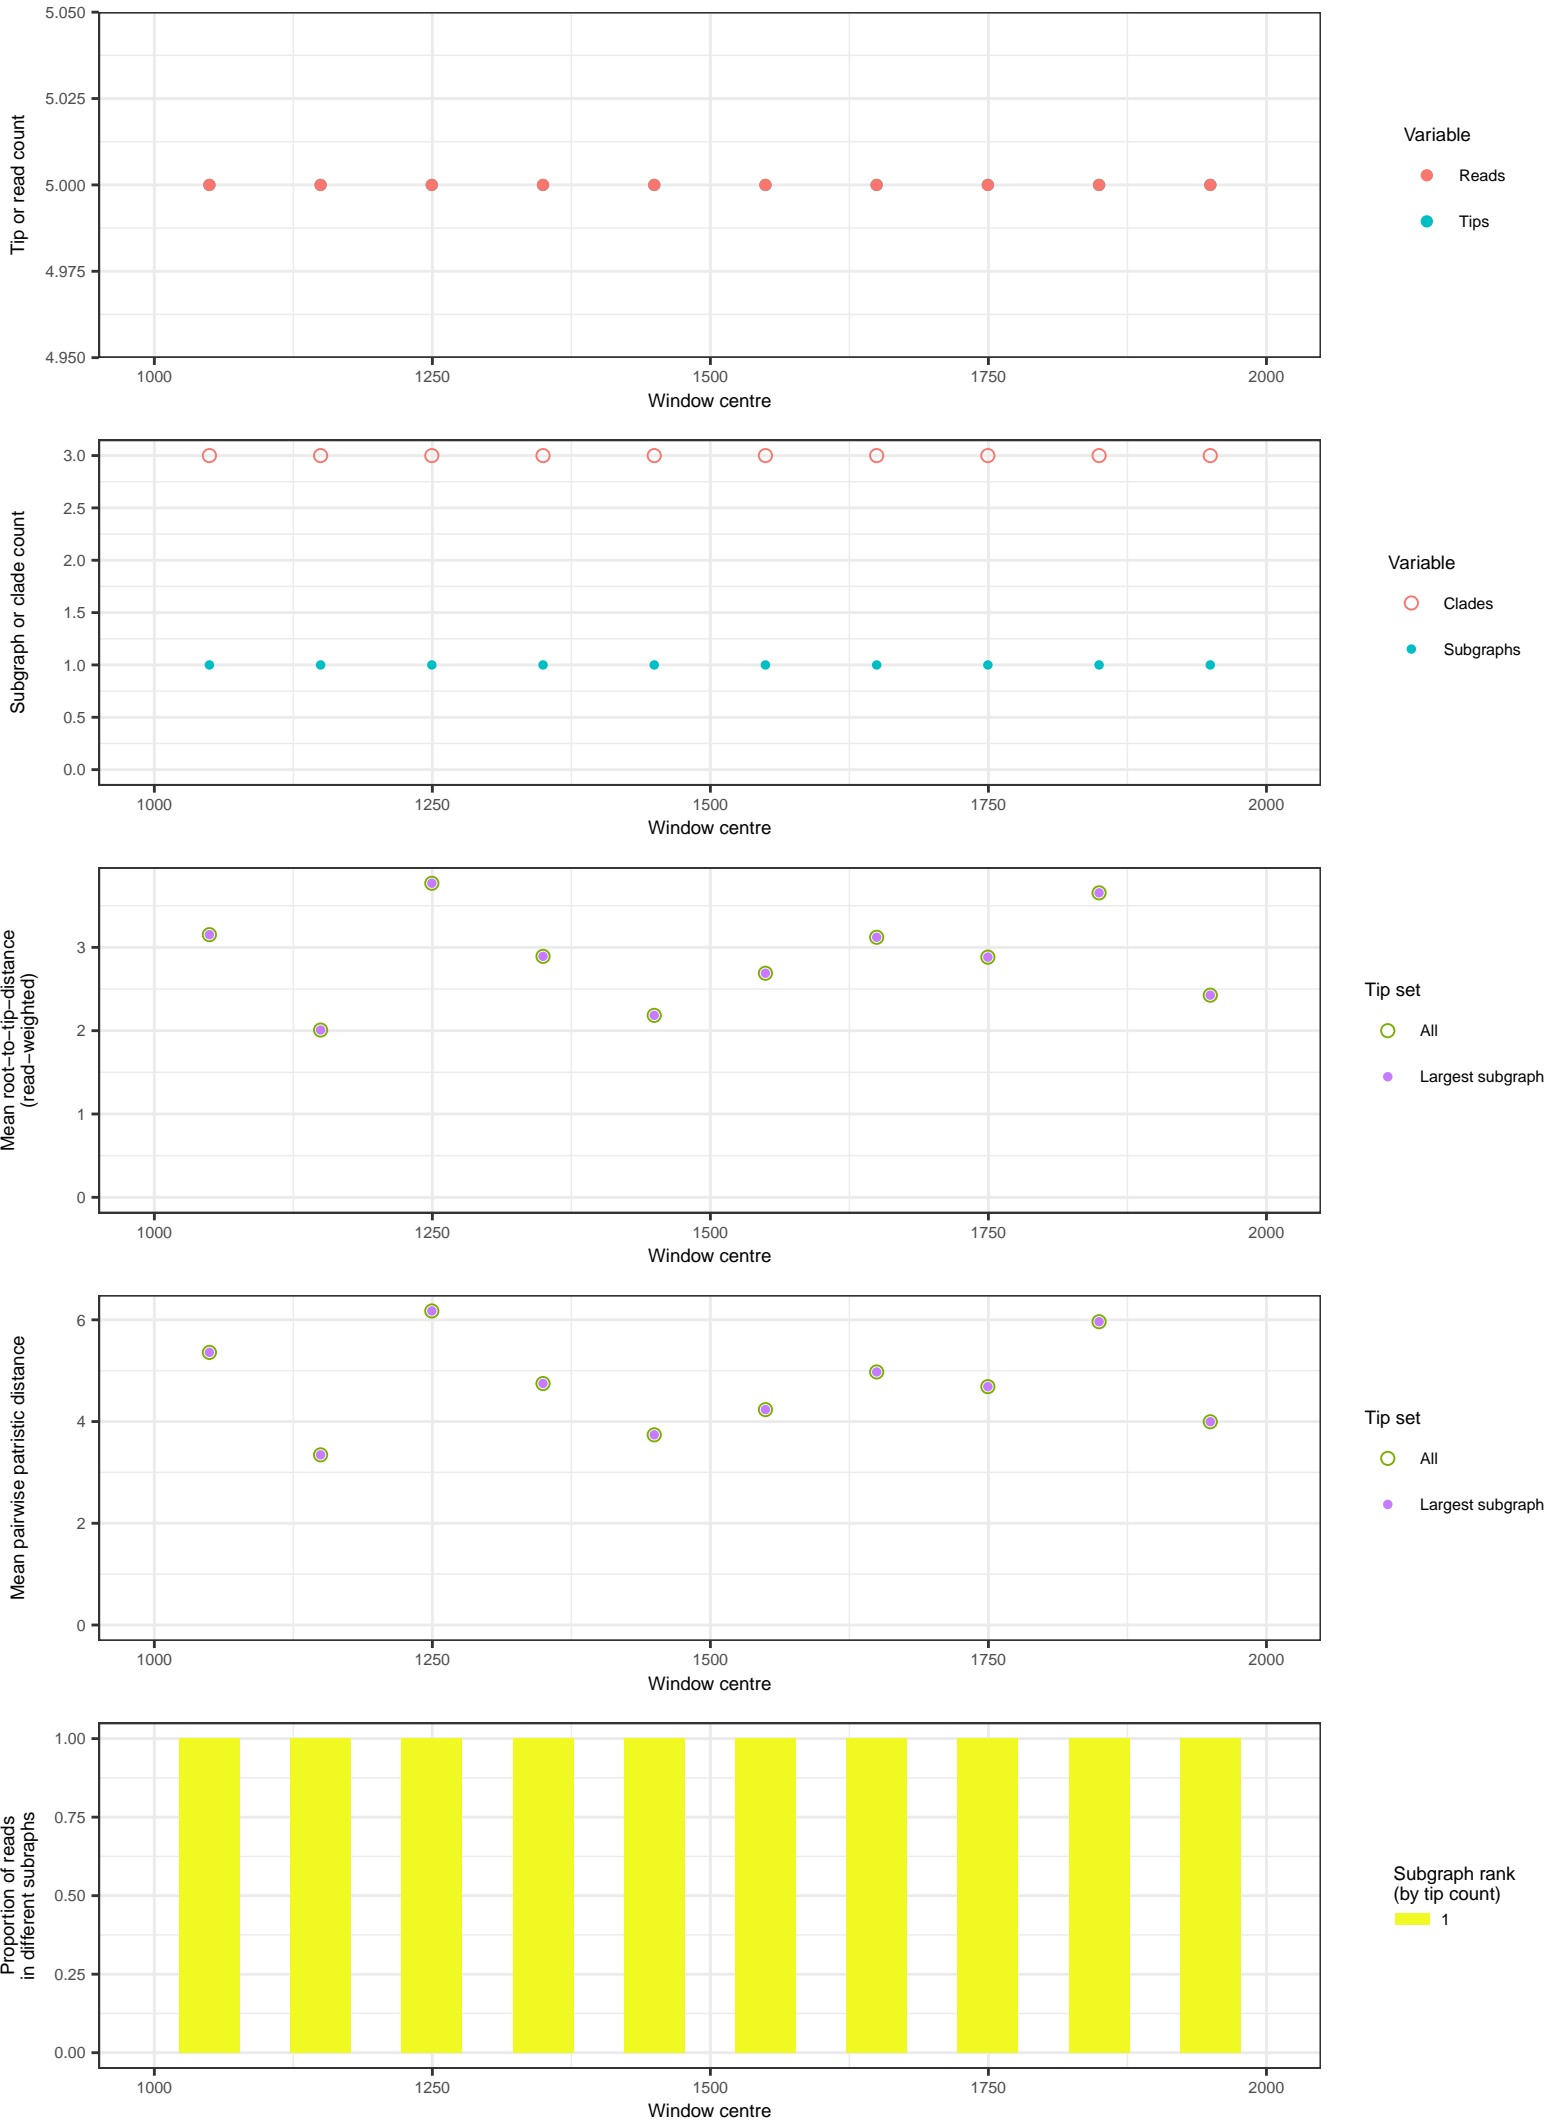 5.050
5.025
5.000
4.975
4.950
Tip or read count
1000 1250 1500 1750 2000
Window centre
Variable
Reads
Tips
3.0
2.5
2.0
1.5
1.0
0.5
0.0
Subgraph or clade count
1000 1250 1500 1750 2000
Window centre
Variable
Clades
Subgraphs
3
2
1
0
Mean root−to−tip−distance
(read−weighted)
1000 1250 1500 1750 2000
Window centre
Tip set
All
Largest subgraph
6
4
2
0
Mean pairwise patristic distance
1000 1250 1500 1750 2000
Window centre
Tip set
All
Largest subgraph
1.00
0.75
0.50
0.25
0.00
Proportion of reads
in different subraphs
1000 1250 1500 1750 2000
Window centre
Subgraph rank
(by tip count)
1